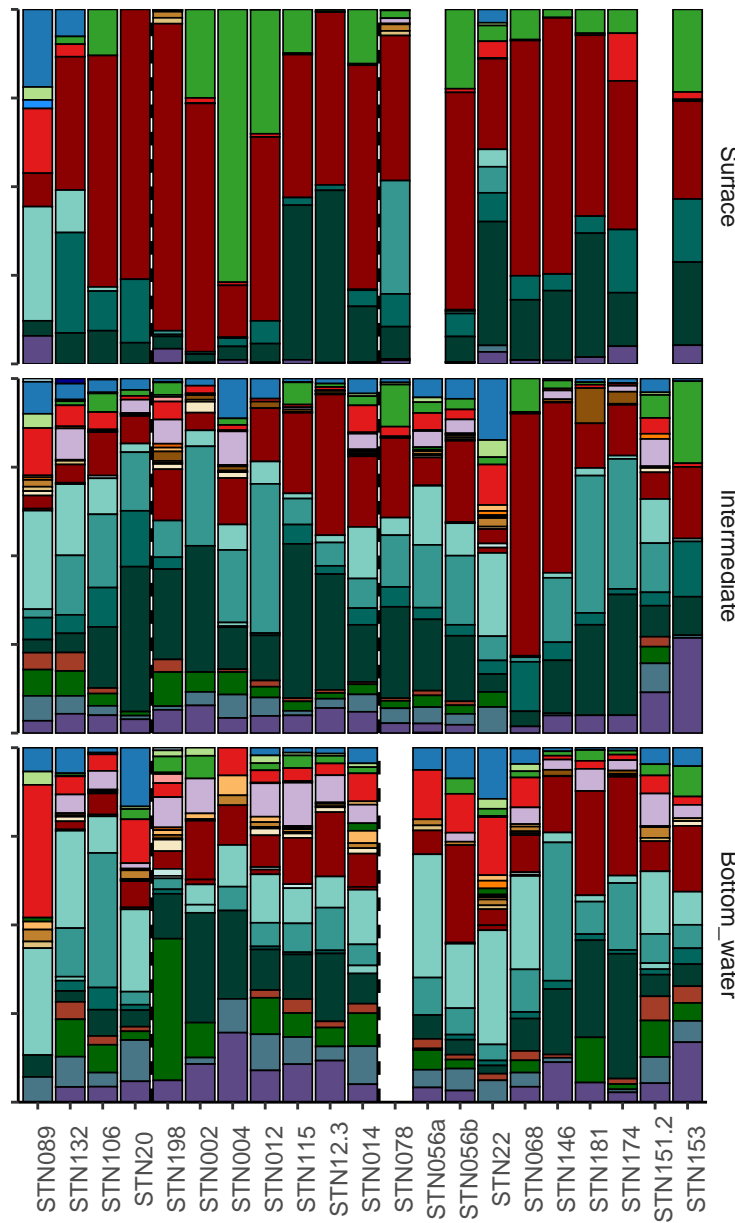 Surface
Intermediate
Bottom_water
STN089
STN132
STN106
STN20
STN198
STN002
STN004
STN012
STN115
STN12.3
STN014
STN078
STN056a
STN056b
STN22
STN068
STN146
STN181
STN174
STN151.2
STN153